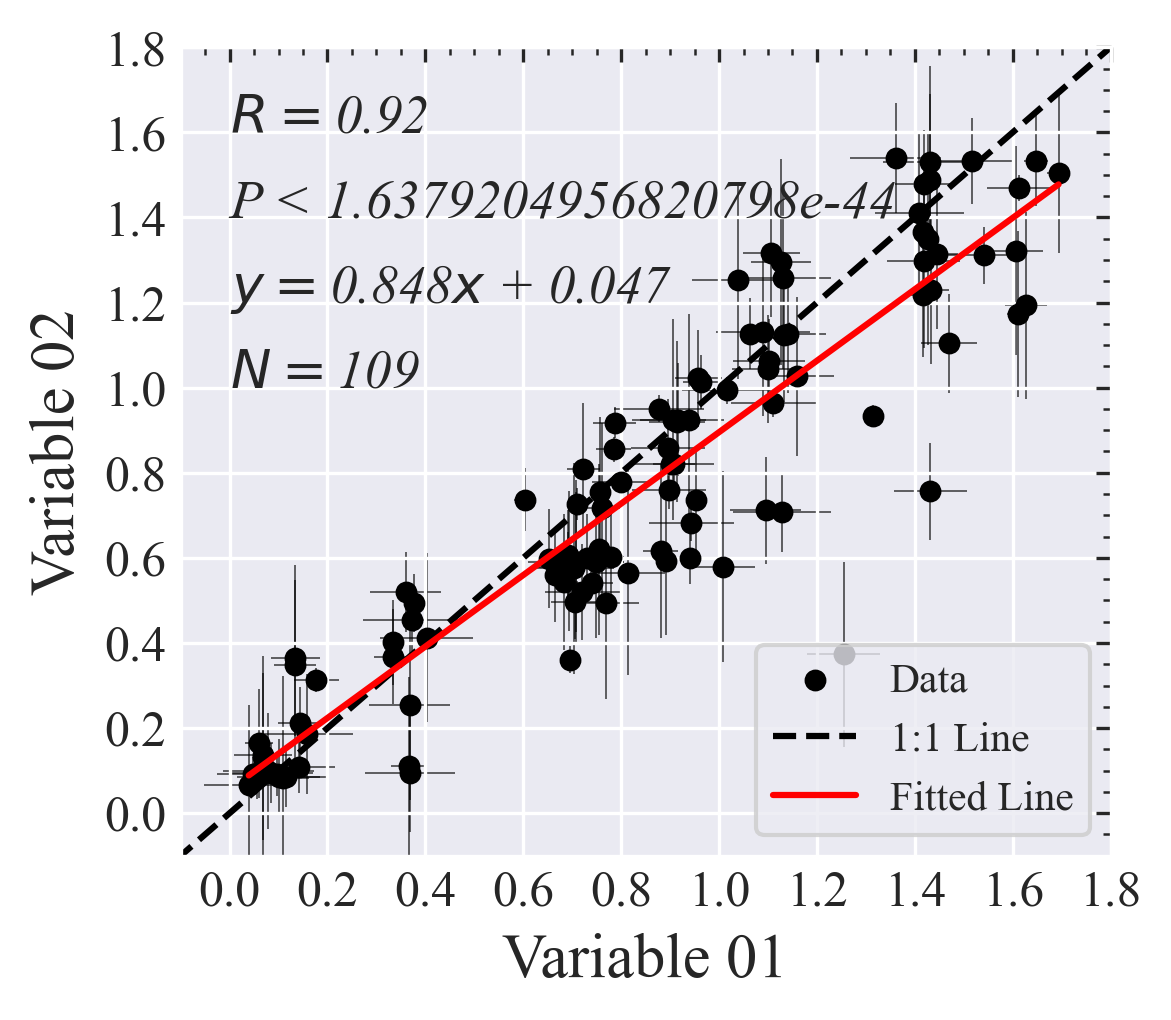 R = 0.92
P < 1.6379204956820798e-44
y = 0.848x + 0.047
N = 109
1.8
1.6
1.4
1.2
1.0
0.8
0.6
0.4
0.2
0.0
Variable 02
Data
1:1 Line
Fitted Line
0.0 0.2 0.4 0.6 0.8 1.0 1.2 1.4 1.6 1.8
Variable 01